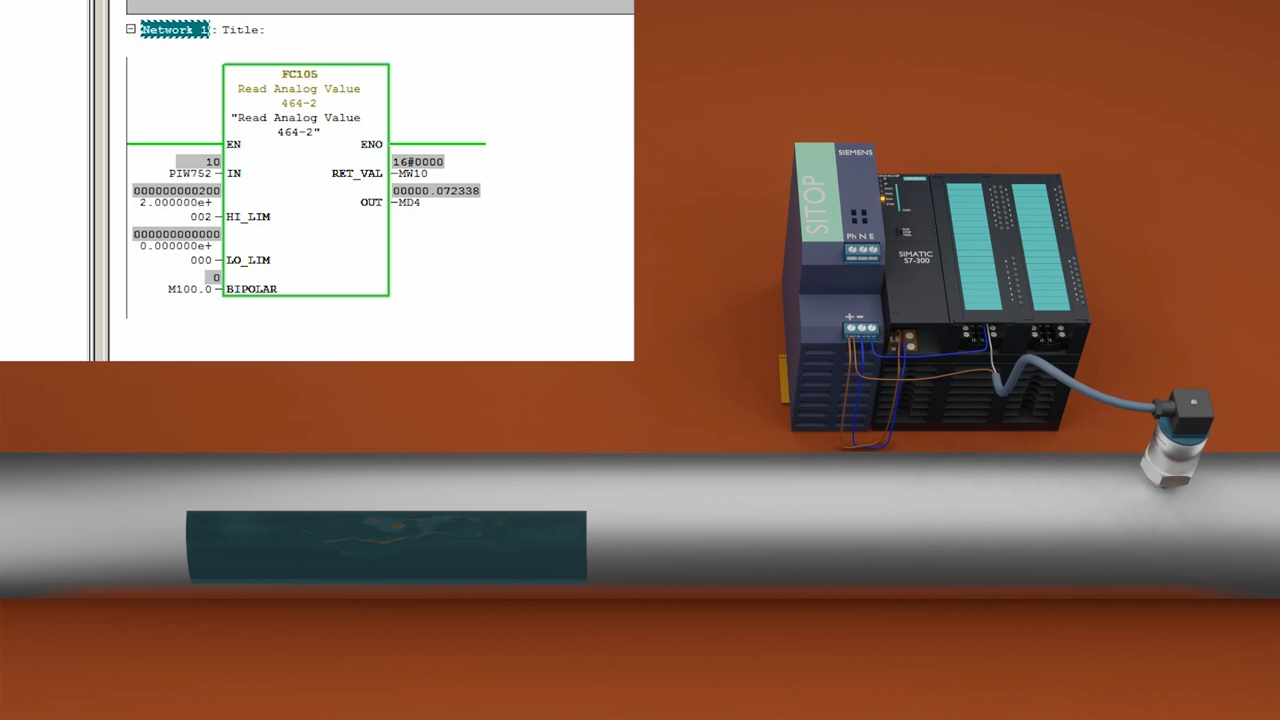 Network 1: Title:
FC105
Read Analog Value
464-2
"Read Analog Value
464-2"
EN ENO
10 16#0000
PIW752 IN RET_VAL MW10
000000000200 00000.072338
2.000000e+ OUT MD4
002 HI_LIM
000000000000
0.000000e+
000 LO_LIM
0
M100.0 BIPOLAR
SIEMENS
SITOP
Ph N E
SIMATIC
S7-300
+ -